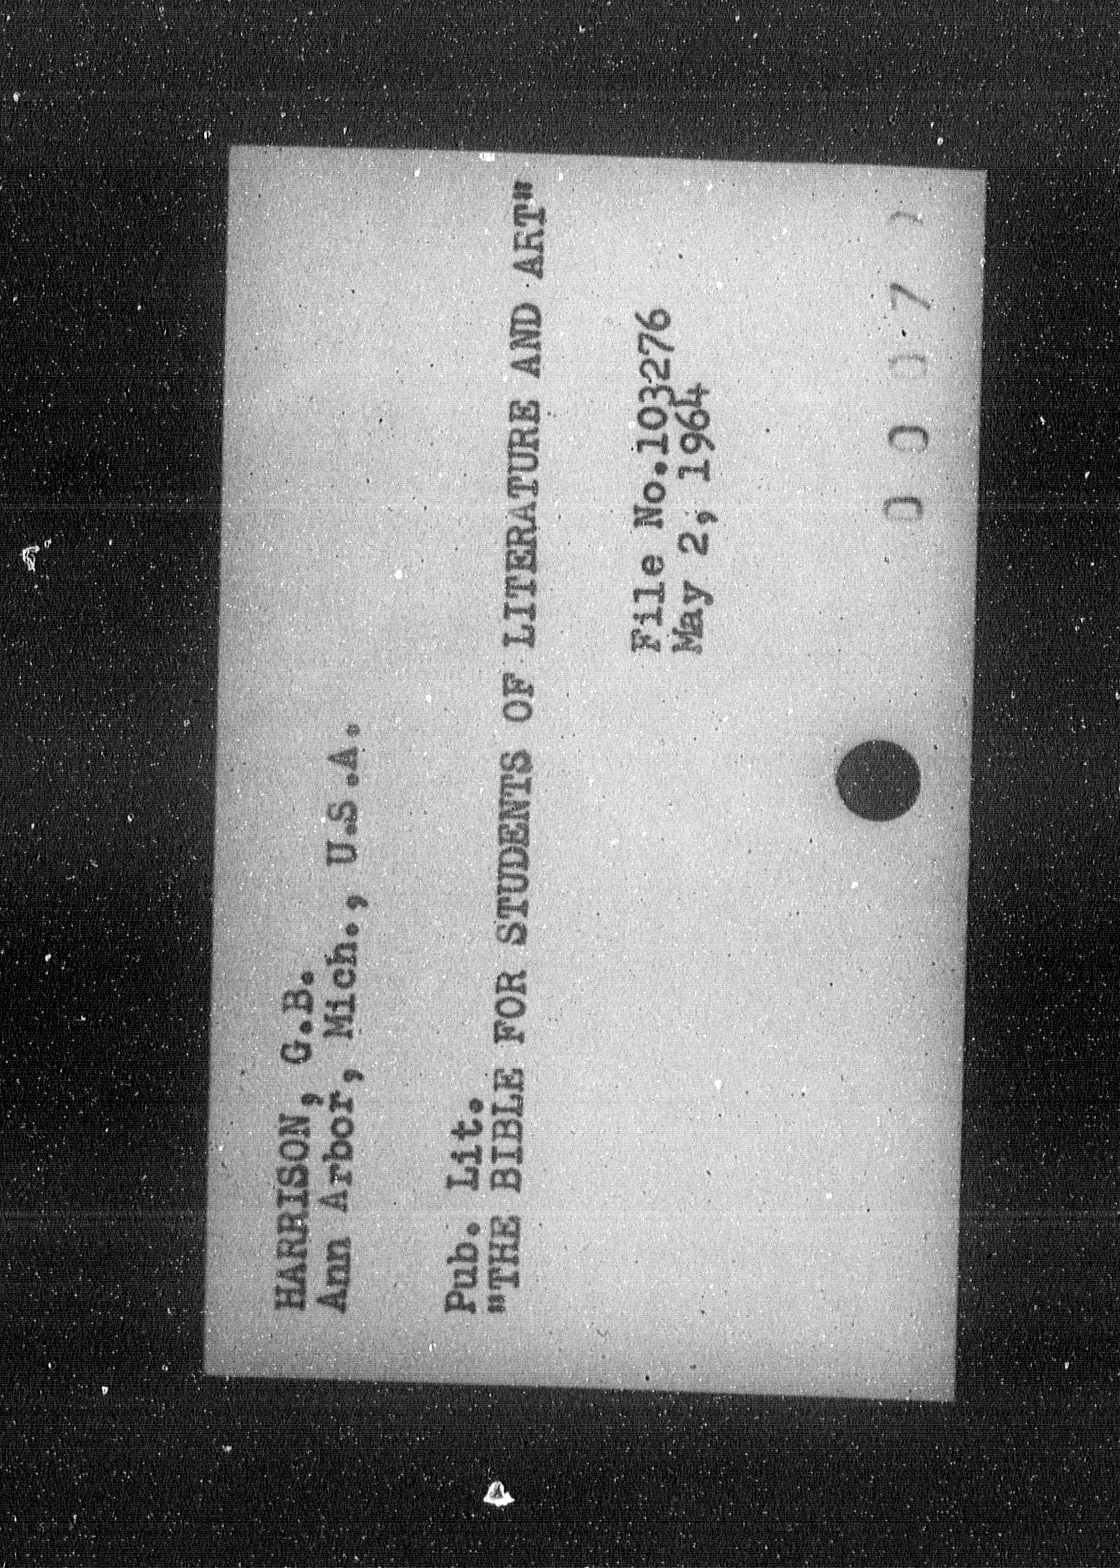 HARRISON, G.B.
Ann Arbor, Mich., U.S.A.
Pub. Lit.
"THE BIBLE FOR STUDENTS OF LITERATURE AND ART"
File No.103276
May 2, 1964